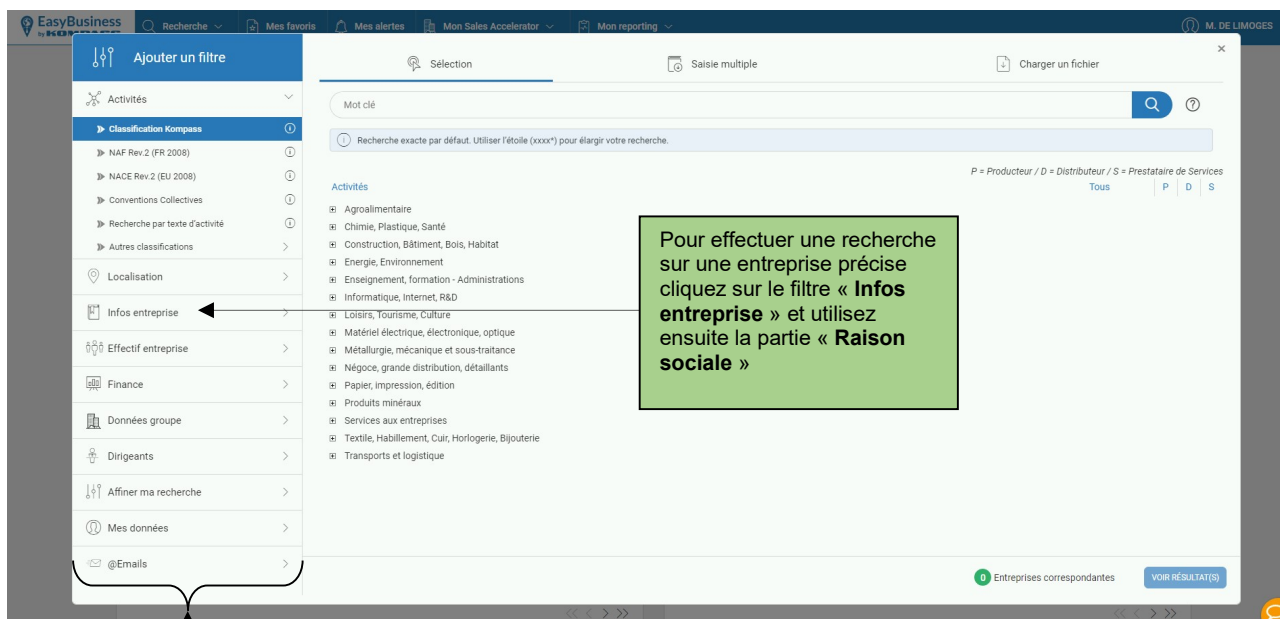 EasyBusiness
by KOMPASS
Recherche
Mes favoris
Mes alertes
Mon Sales Accelerator
Mon reporting
M. DE LIMOGES
Ajouter un filtre
Sélection
Saisie multiple
Charger un fichier
Activités
Classification Kompass
NAF Rev.2 (FR 2008)
NACE Rev.2 (EU 2008)
Conventions Collectives
Recherche par texte d'activité
Autres classifications
Localisation
Infos entreprise
Effectif entreprise
Finance
Données groupe
Dirigeants
Affiner ma recherche
Mes données
@Emails
Mot clé
Recherche exacte par défaut. Utiliser l'étoile (xxxx*) pour élargir votre recherche.
P = Producteur / D = Distributeur / S = Prestataire de Services
Activités
Tous P D S
Agroalimentaire
Chimie, Plastique, Santé
Construction, Bâtiment, Bois, Habitat
Energie, Environnement
Enseignement, formation - Administrations
Informatique, Internet, R&D
Loisirs, Tourisme, Culture
Matériel électrique, électronique, optique
Métallurgie, mécanique et sous-traitance
Négoce, grande distribution, détaillants
Papier, impression, édition
Produits minéraux
Services aux entreprises
Textile, Habillement, Cuir, Horlogerie, Bijouterie
Transports et logistique
Pour effectuer une recherche
sur une entreprise précise
cliquez sur le filtre « Infos
entreprise » et utilisez
ensuite la partie « Raison
sociale »
0 Entreprises correspondantes
VOIR RÉSULTAT(S)